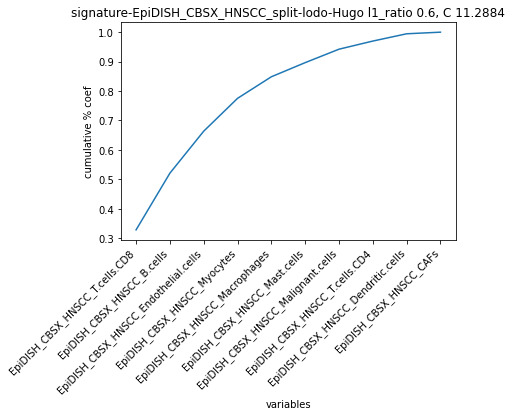 signature-EpiDISH_CBSX_HNSCC_split-lodo-Hugo l1_ratio 0.6, C 11.2884
cumulative % coef
1.0
0.9
0.8
0.7
0.6
0.5
0.4
0.3
EpiDISH_CBSX_HNSCC_T.cells.CD8
EpiDISH_CBSX_HNSCC_B.cells
EpiDISH_CBSX_HNSCC_Endothelial.cells
EpiDISH_CBSX_HNSCC_Myocytes
EpiDISH_CBSX_HNSCC_Macrophages
EpiDISH_CBSX_HNSCC_Mast.cells
EpiDISH_CBSX_HNSCC_Malignant.cells
EpiDISH_CBSX_HNSCC_T.cells.CD4
EpiDISH_CBSX_HNSCC_Dendritic.cells
EpiDISH_CBSX_HNSCC_CAFs
variables